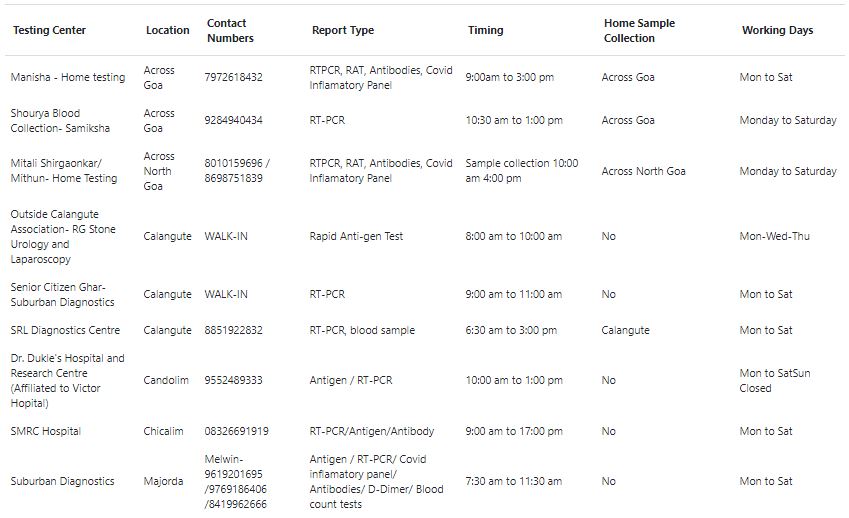 Testing Center Location Contact Numbers Report Type Timing Home Sample Collection Working Days
Manisha - Home testing Across Goa 7972618432 RTPCR, RAT, Antibodies, Covid Inflamatory Panel 9:00am to 3:00 pm Across Goa Mon to Sat
Shourya Blood Collection- Samiksha Across Goa 9284940434 RT-PCR 10:30 am to 1:00 pm Across Goa Monday to Saturday
Mitali Shirgaonkar/ Mithun- Home Testing Across North Goa 8010159696 / 8698751839 RTPCR, RAT, Antibodies, Covid Inflamatory Panel Sample collection 10:00 am 4:00 pm Across North Goa Monday to Saturday
Outside Calangute Association- RG Stone Urology and Laparoscopy Calangute WALK-IN Rapid Anti-gen Test 8:00 am to 10:00 am No Mon-Wed-Thu
Senior Citizen Ghar- Suburban Diagnostics Calangute WALK-IN RT-PCR 9:00 am to 11:00 am No Mon to Sat
SRL Diagnostics Centre Calangute 8851922832 RT-PCR, blood sample 6:30 am to 3:00 pm Calangute Mon to Sat
Dr. Dukle's Hospital and Research Centre (Affiliated to Victor Hopital) Candolim 9552489333 Antigen / RT-PCR 10:00 am to 1:00 pm No Mon to SatSun Closed
SMRC Hospital Chicalim 08326691919 RT-PCR/Antigen/Antibody 9:00 am to 17:00 pm No Mon to Sat
Suburban Diagnostics Majorda Melwin- 9619201695 /9769186406 /8419962666 Antigen / RT-PCR/ Covid inflamatory panel/ Antibodies/ D-Dimer/ Blood count tests 7:30 am to 11:30 am No Mon to Sat